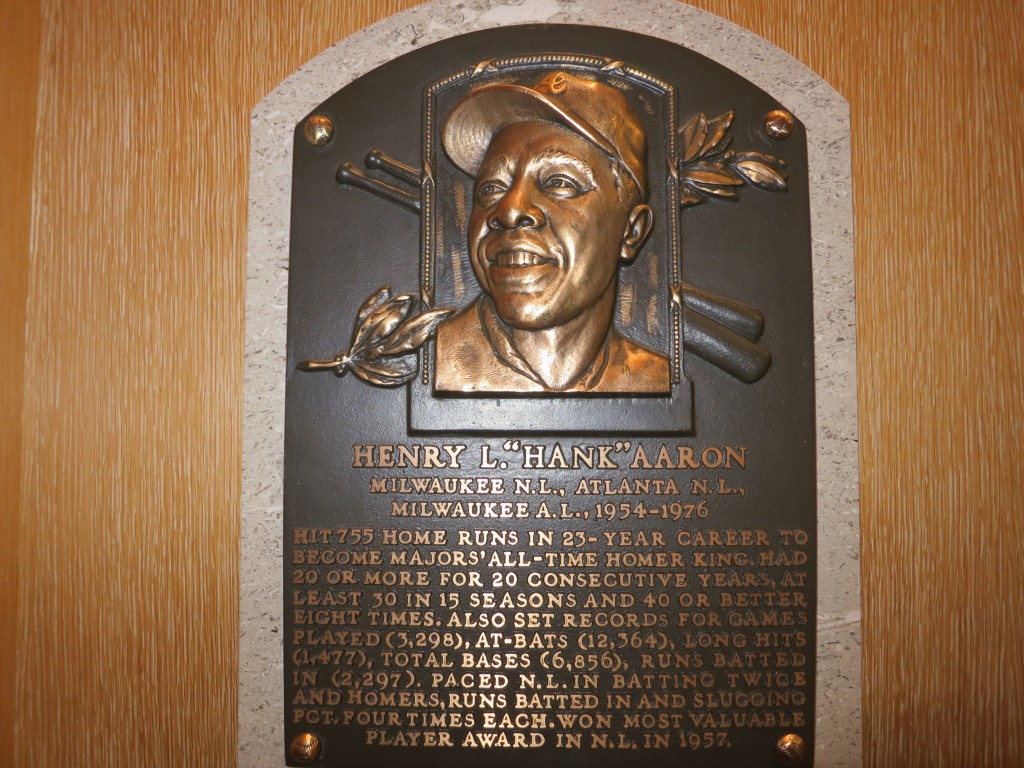 HENRY L. "HANK" AARON
MILWAUKEE N.L., ATLANTA N.L.,
MILWAUKEE A.L., 1954-1976
HIT 755 HOME RUNS IN 23-YEAR CAREER TO
BECOME MAJORS' ALL-TIME HOMER KING. HAD
20 OR MORE FOR 20 CONSECUTIVE YEARS, AT
LEAST 30 IN 15 SEASONS AND 40 OR BETTER
EIGHT TIMES. ALSO SET RECORDS FOR GAMES
PLAYED (3,298), AT-BATS (12,364), LONG HITS
(1,477), TOTAL BASES (6,856), RUNS BATTED
IN (2,297). PACED N.L. IN BATTING TWICE
AND HOMERS, RUNS BATTED IN AND SLUGGING
PCT. FOUR TIMES EACH. WON MOST VALUABLE
PLAYER AWARD IN N.L. IN 1957.